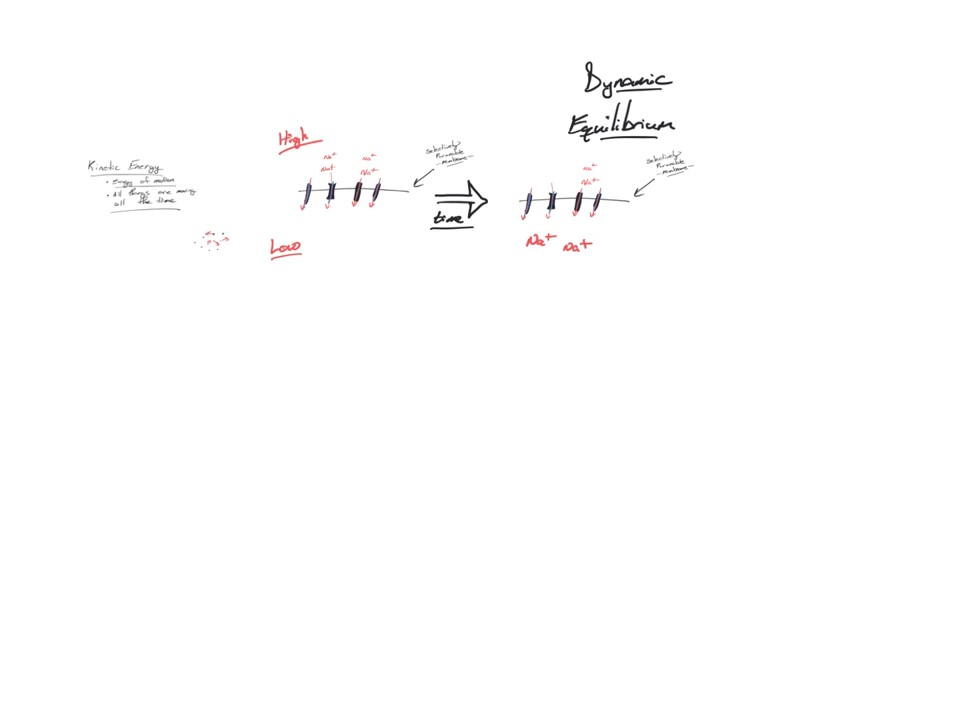 Dynamic
Equilibrium
High
Kinetic Energy
• Energy of motion
• All things are moving
all the time
Na+ Na+
Na+ Na+
Selectively
Permeable
Membrane
time
Low
Na+
Na+
Selectively
Permeable
Membrane
Na+ Na+